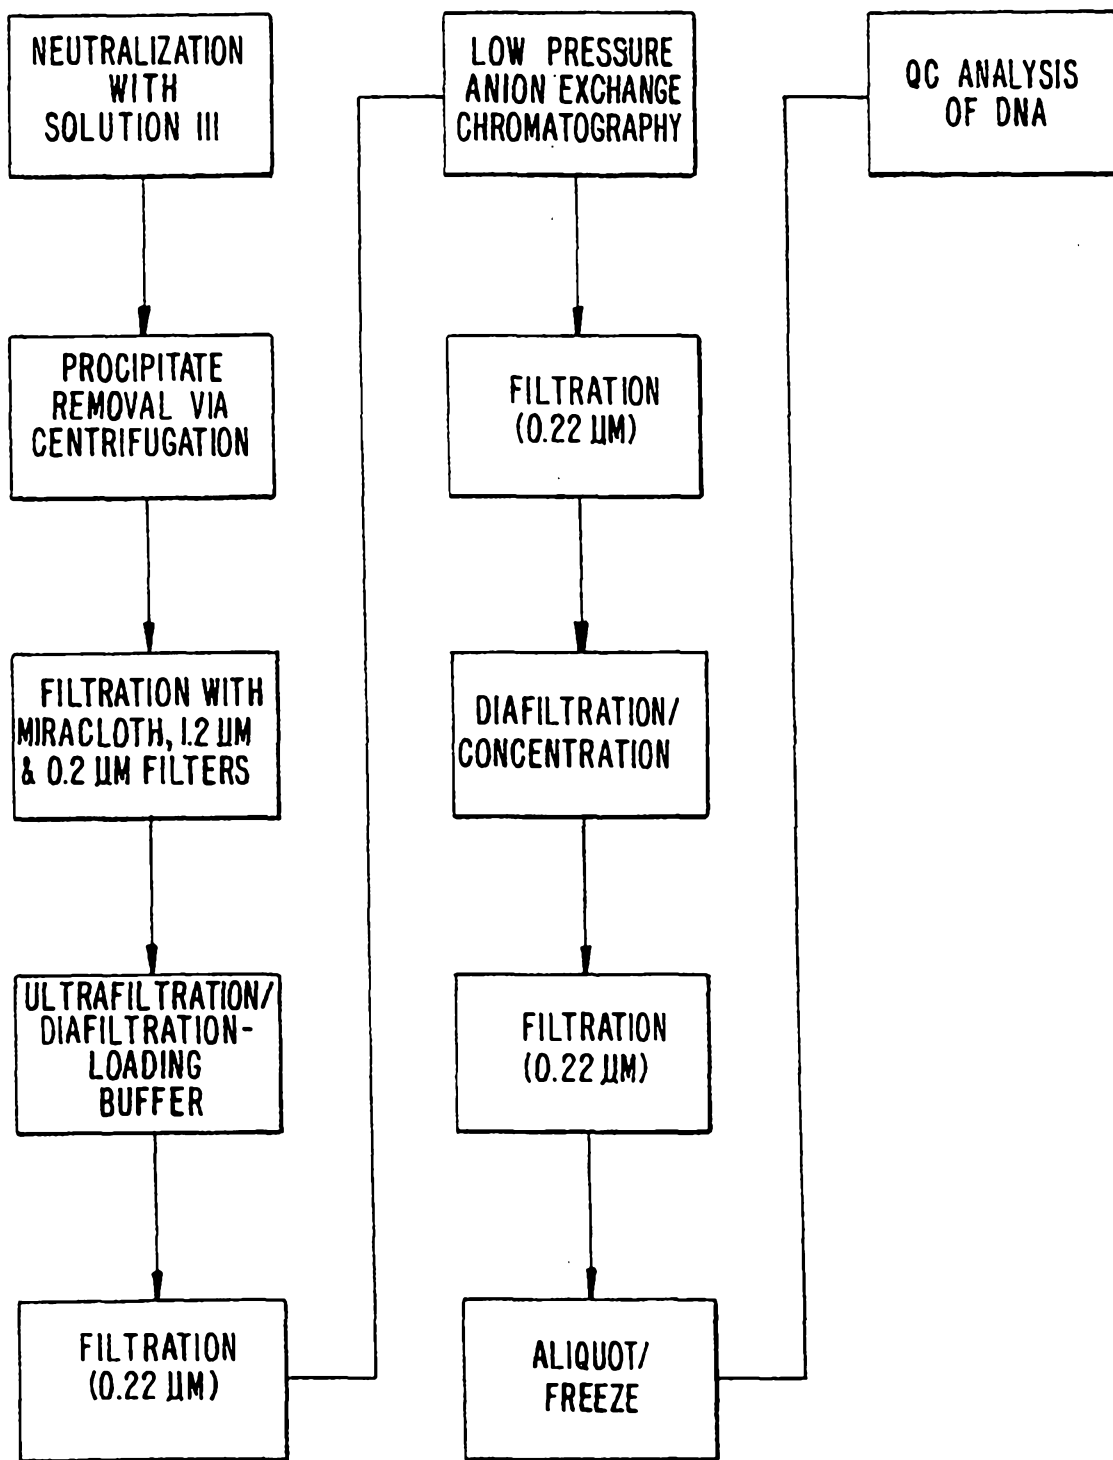 NEUTRALIZATION
WITH
SOLUTION III
PROCIPITATE
REMOVAL VIA
CENTRIFUGATION
FILTRATION WITH
MIRACLOTH, 1.2 µM
& 0.2 µM FILTERS
ULTRAFILTRATION/
DIAFILTRATION-
LOADING
BUFFER
FILTRATION
(0.22 µM)
LOW PRESSURE
ANION EXCHANGE
CHROMATOGRAPHY
FILTRATION
(0.22 µM)
DIAFILTRATION/
CONCENTRATION
FILTRATION
(0.22 µM)
ALIQUOT/
FREEZE
QC ANALYSIS
OF DNA